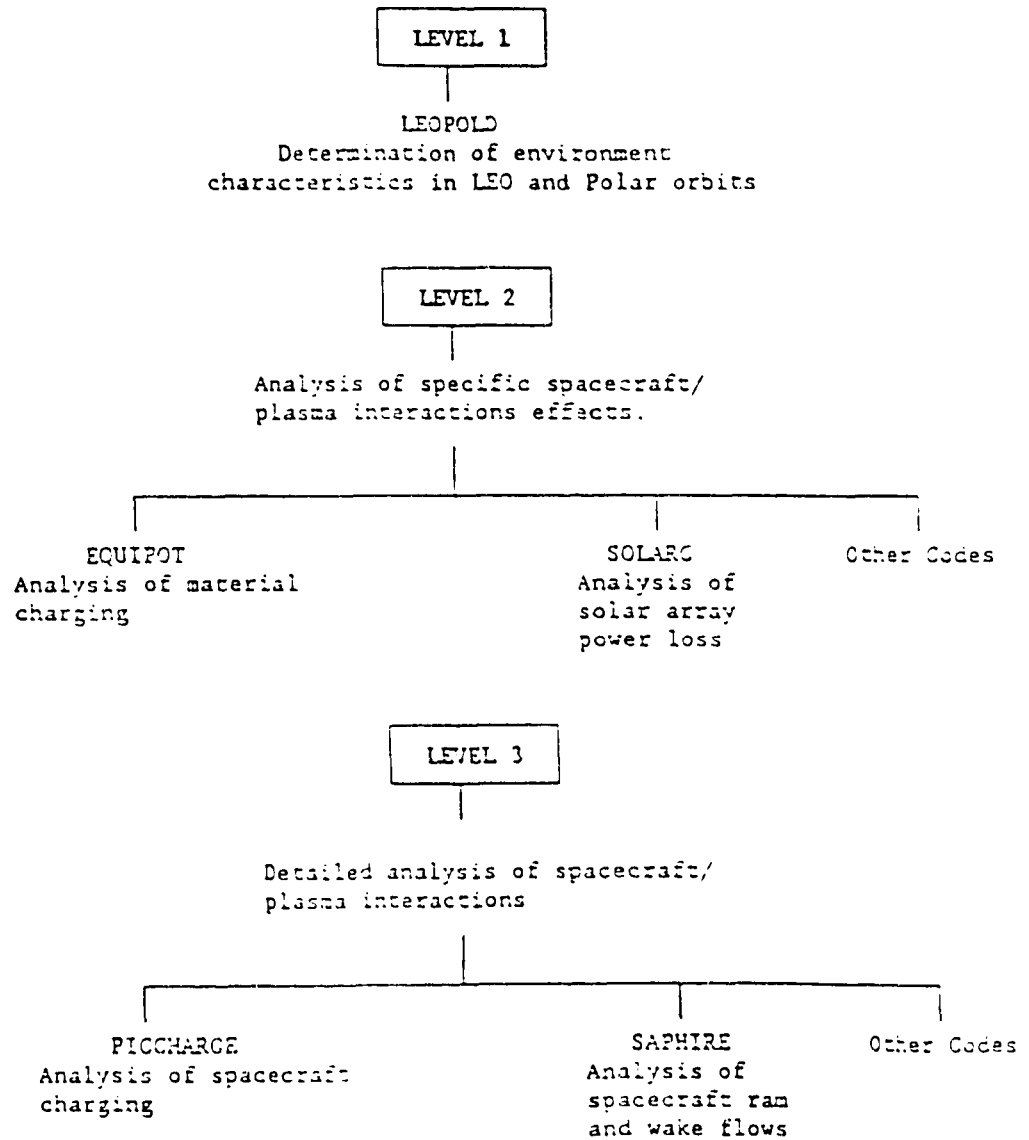 LEVEL 1
LEOPOLD
Determination of environment
characteristics in LEO and Polar orbits
LEVEL 2
Analysis of specific spacecraft/
plasma interactions effects.
EQUIPOT
Analysis of material
charging
SOLARC
Analysis of
solar array
power loss
Other Codes
LEVEL 3
Detailed analysis of spacecraft/
plasma interactions
PICCHARGE
Analysis of spacecraft
charging
SAPHIRE
Analysis of
spacecraft ram
and wake flows
Other Codes